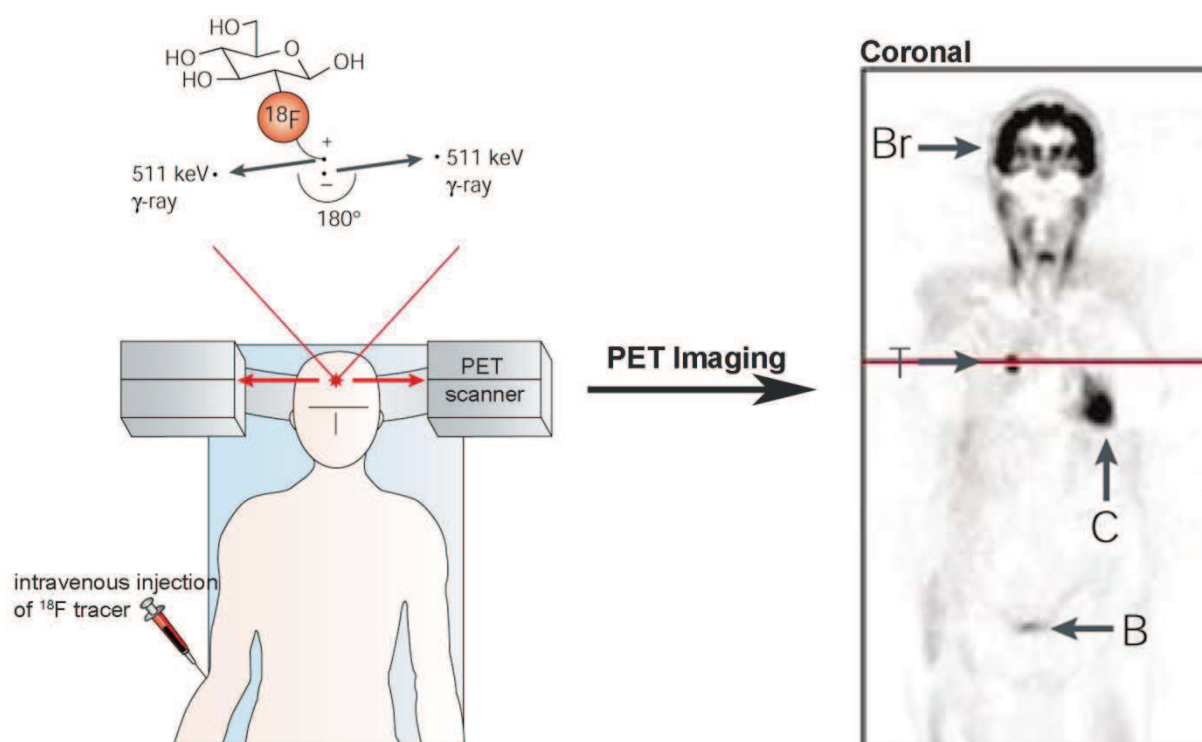 HO
O
HO
HO
OH
¹⁸F
+
−
511 keV
γ-ray
511 keV
γ-ray
180°
PET
scanner
intravenous injection
of ¹⁸F tracer
PET Imaging
Coronal
Br
T
C
B